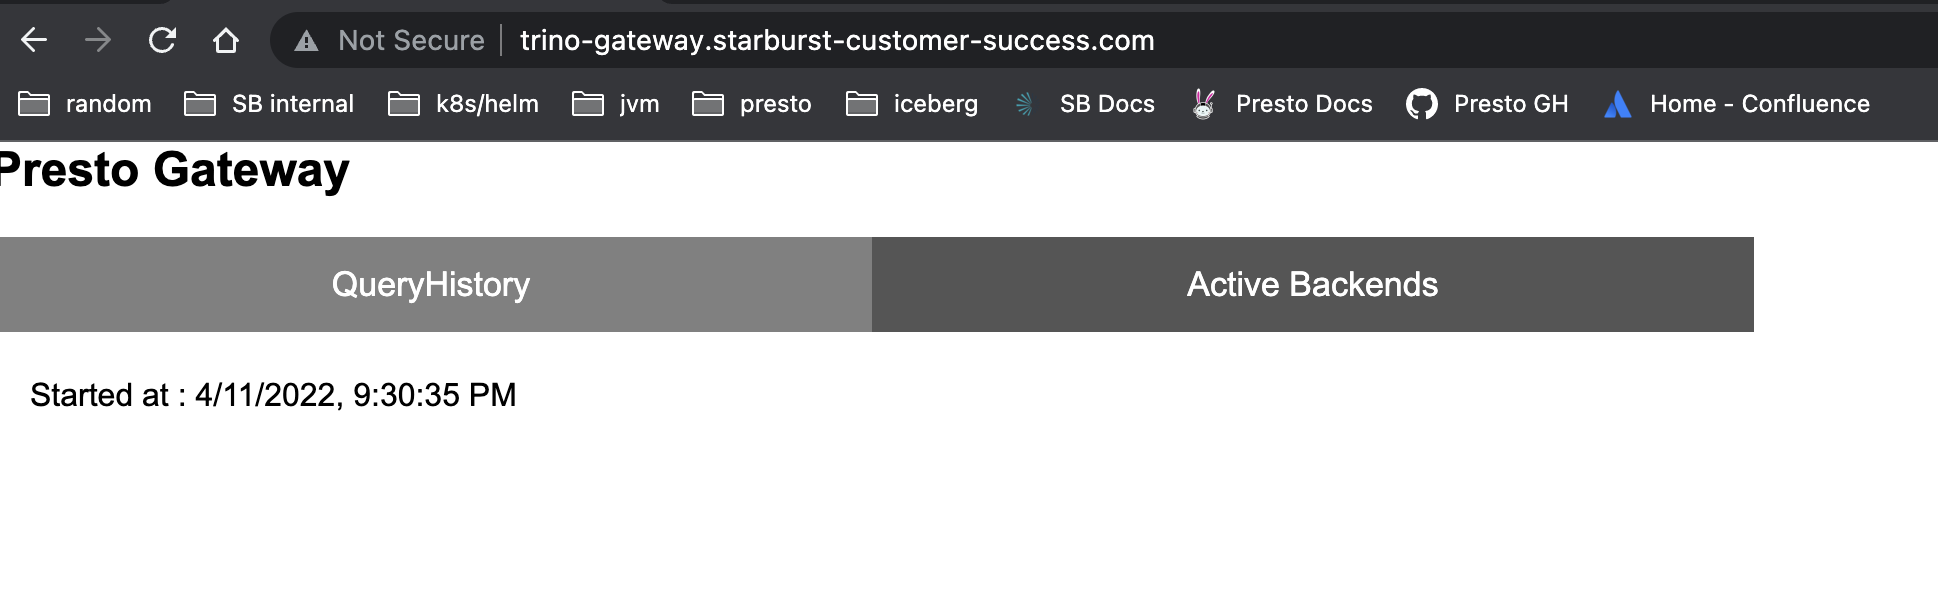 Not Secure trino-gateway.starburst-customer-success.com
random SB internal k8s/helm jvm presto iceberg SB Docs Presto Docs Presto GH Home - Confluence
Presto Gateway
QueryHistory Active Backends
Started at : 4/11/2022, 9:30:35 PM